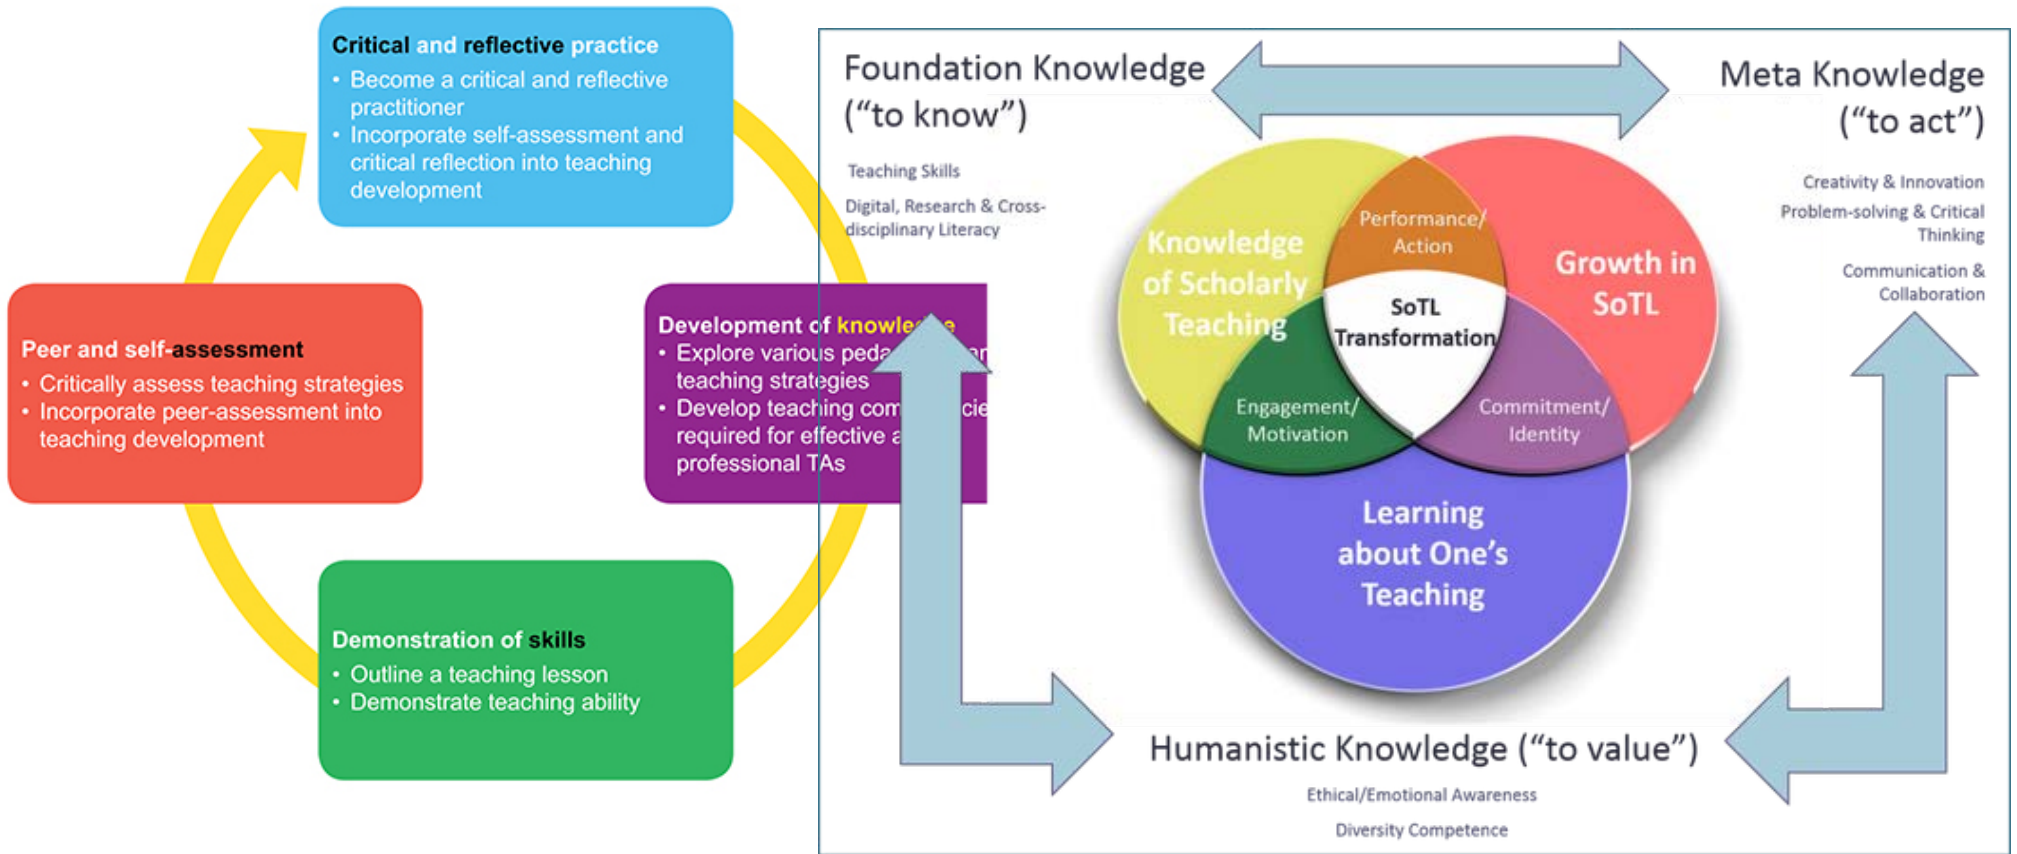 Critical and reflective practice
• Become a critical and reflective
practitioner
• Incorporate self-assessment and
critical reflection into teaching
development
Peer and self-assessment
• Critically assess teaching strategies
• Incorporate peer-assessment into
teaching development
Development of
• Explore various
teaching strategies
• Develop teaching
required for effective
professional TAs
Demonstration of skills
• Outline a teaching lesson
• Demonstrate teaching ability
Foundation Knowledge
(“to know”)
Teaching Skills
Digital, Research & Cross-
disciplinary Literacy
Meta Knowledge
(“to act”)
Creativity & Innovation
Problem-solving & Critical
Thinking
Communication &
Collaboration
Knowledge
of Scholarly
Teaching
Performance/
Action
Growth in
SoTL
SoTL
Transformation
Engagement/
Motivation
Commitment/
Identity
Learning
about One’s
Teaching
Humanistic Knowledge (“to value”)
Ethical/Emotional Awareness
Diversity Competence